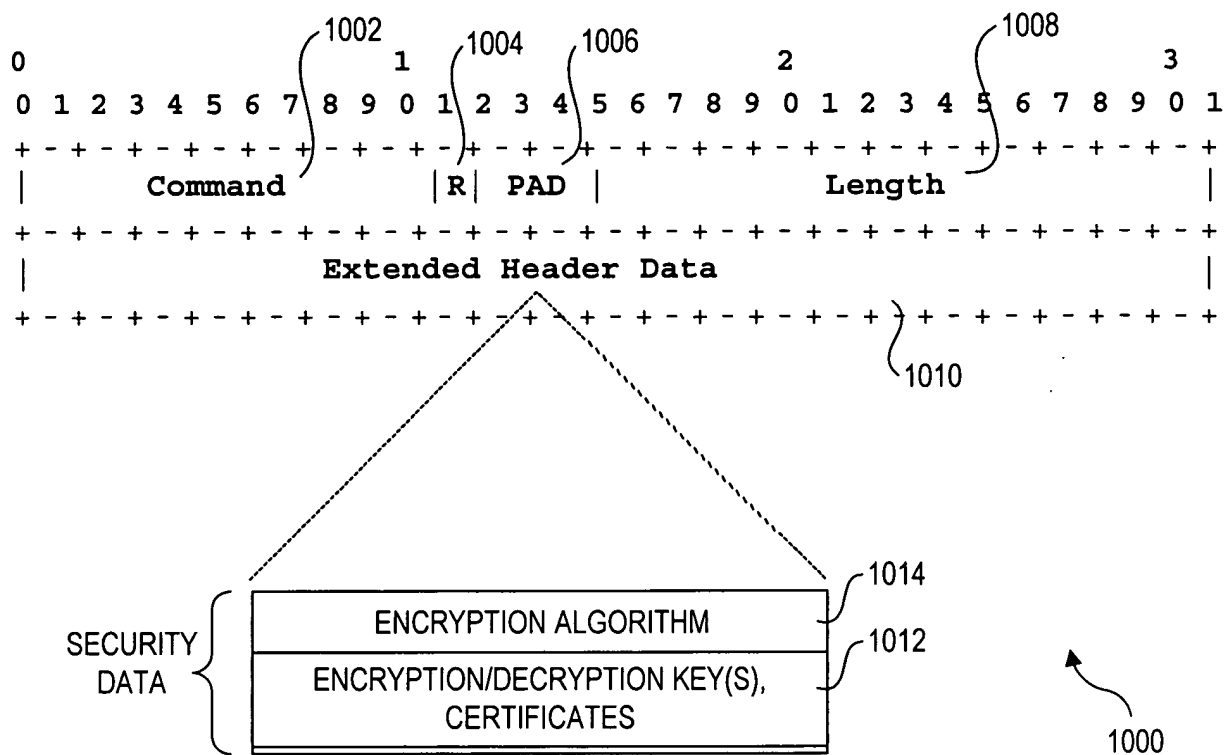 1002
1004
1006
1008
0 1 2 3
0 1 2 3 4 5 6 7 8 9 0 1 2 3 4 5 6 7 8 9 0 1 2 3 4 5 6 7 8 9 0 1
+ - + - + - + - + - + - + - + - + - + - + - + - + - + - + - + - + - + - + - + - + - +
| Command |R| PAD | Length |
+ - + - + - + - + - + - + - + - + - + - + - + - + - + - + - + - + - + - + - + - + - +
| Extended Header Data |
+ - + - + - + - + - + - + - + - + - + - + - + - + - + - + - + - + - + - + - + - + - +
1010
1014
ENCRYPTION ALGORITHM
1012
SECURITY
DATA
ENCRYPTION/DECRYPTION KEY(S),
CERTIFICATES
1000